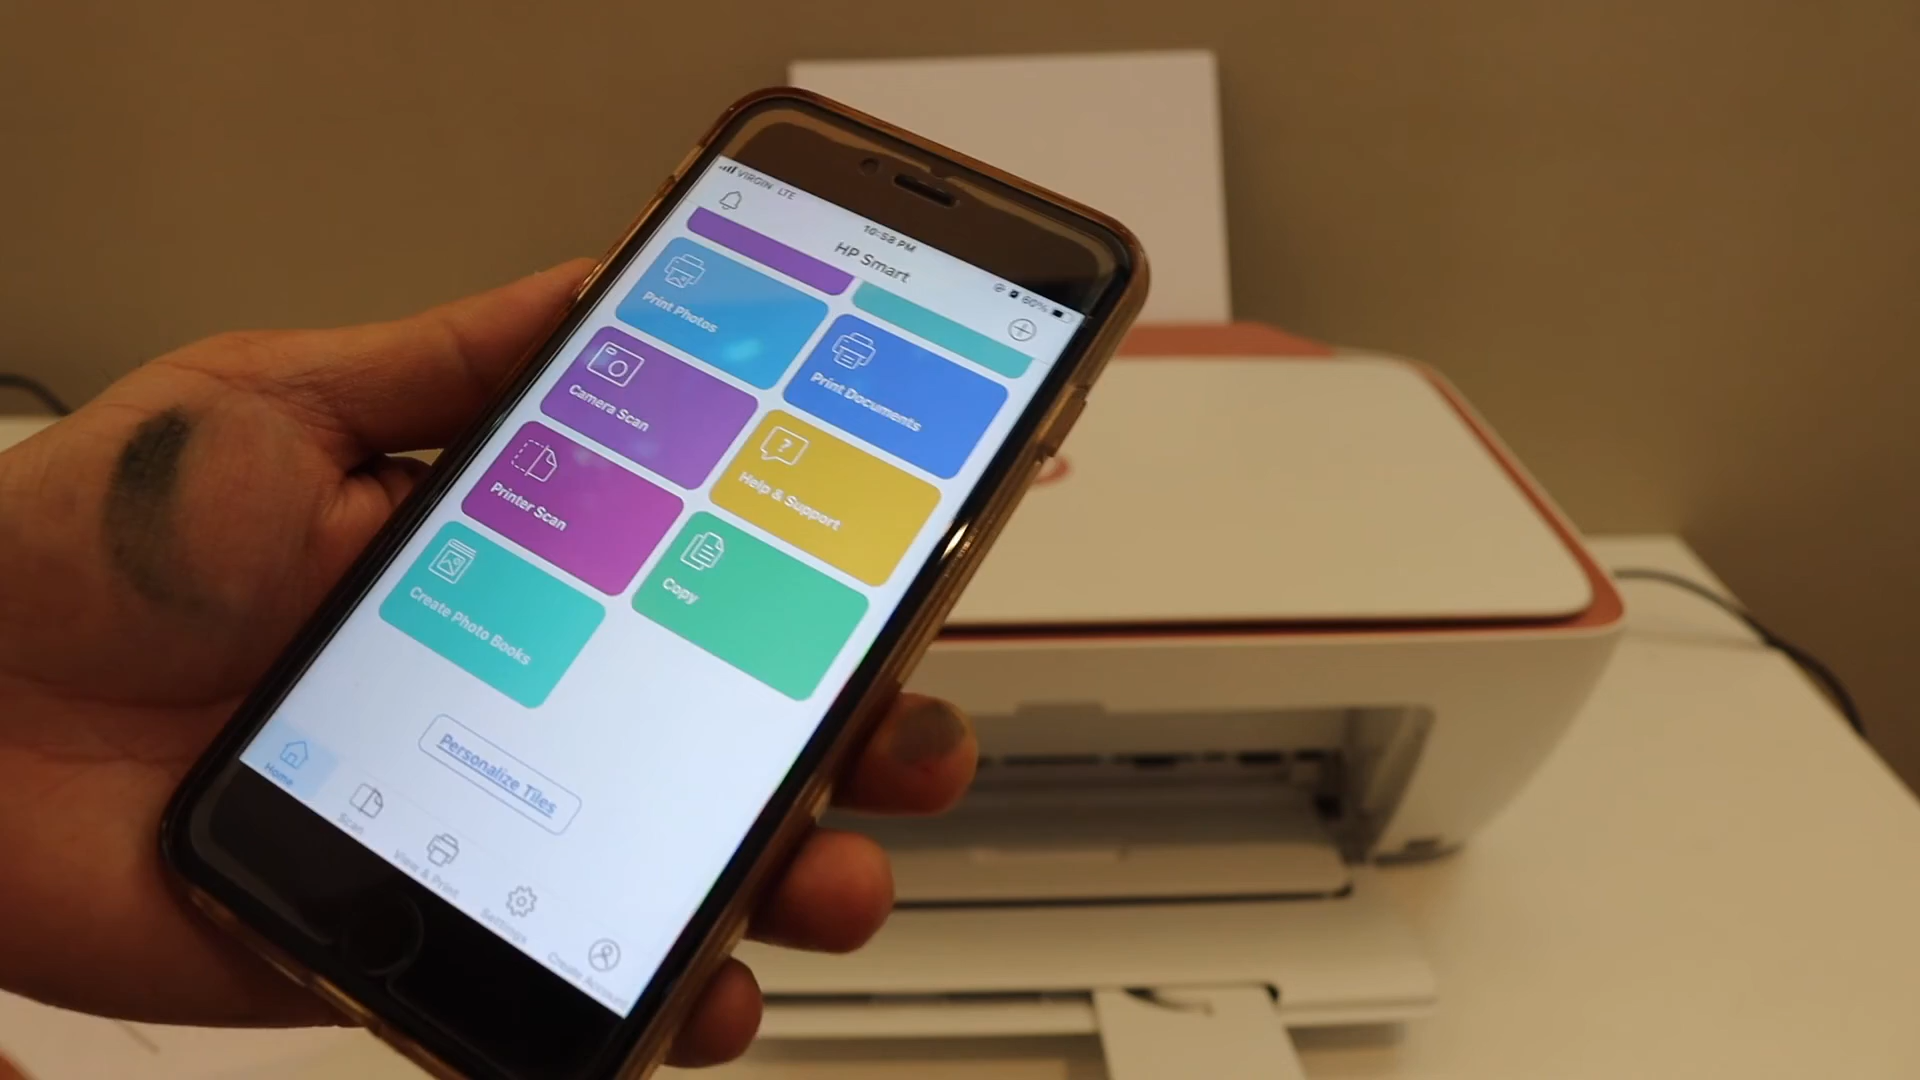 VIRGIN LTE
10:58 PM
60%
HP Smart
Print Photos
Print Documents
Camera Scan
Help & Support
Printer Scan
Copy
Create Photo Books
Personalize Tiles
Home
Scan
View & Print
Settings
Create Account